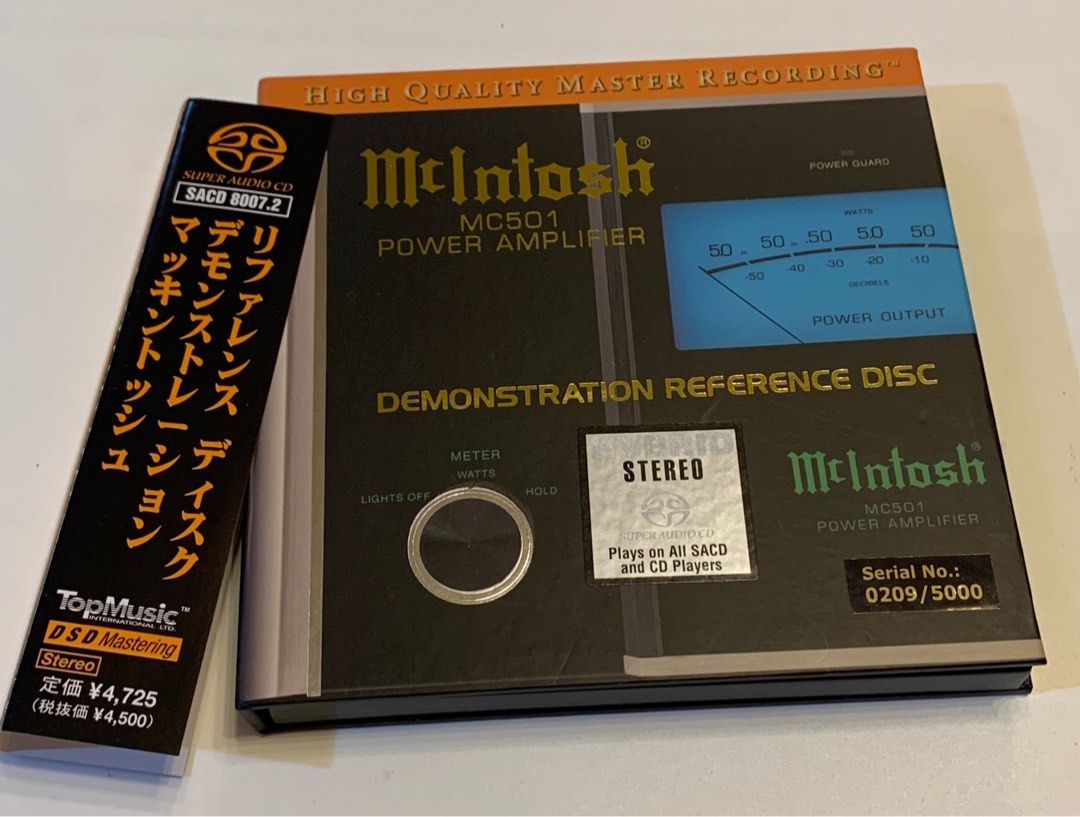 HIGH QUALITY MASTER RECORDING™
McIntosh®
MC501
POWER AMPLIFIER
POWER GUARD
WATTS
50 m 50 m .50 5.0 50
-50 -40 -30 -20 -10
DECIBELS
POWER OUTPUT
DEMONSTRATION REFERENCE DISC
METER
WATTS
LIGHTS OFF
HOLD
HYBRID
STEREO
SUPER AUDIO CD
Plays on All SACD
and CD Players
McIntosh®
MC501
POWER AMPLIFIER
Serial No.:
0209/5000
SUPER AUDIO CD
SACD 8007.2
リファレンス ディスク
デモンストレーション
マッキントッシュ
TopMusic™
INTERNATIONAL LTD.
DSD Mastering
Stereo
定価 ¥4,725
(税抜価 ¥4,500)